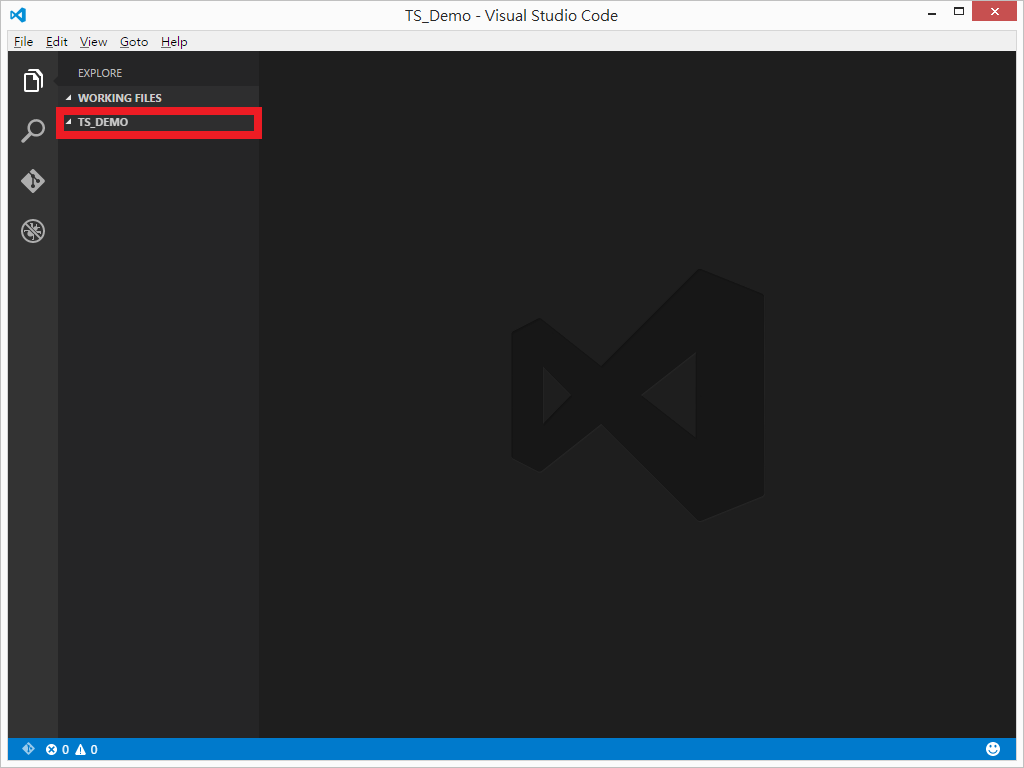 TS_Demo - Visual Studio Code
File Edit View Goto Help
EXPLORE
WORKING FILES
TS_DEMO
0 0